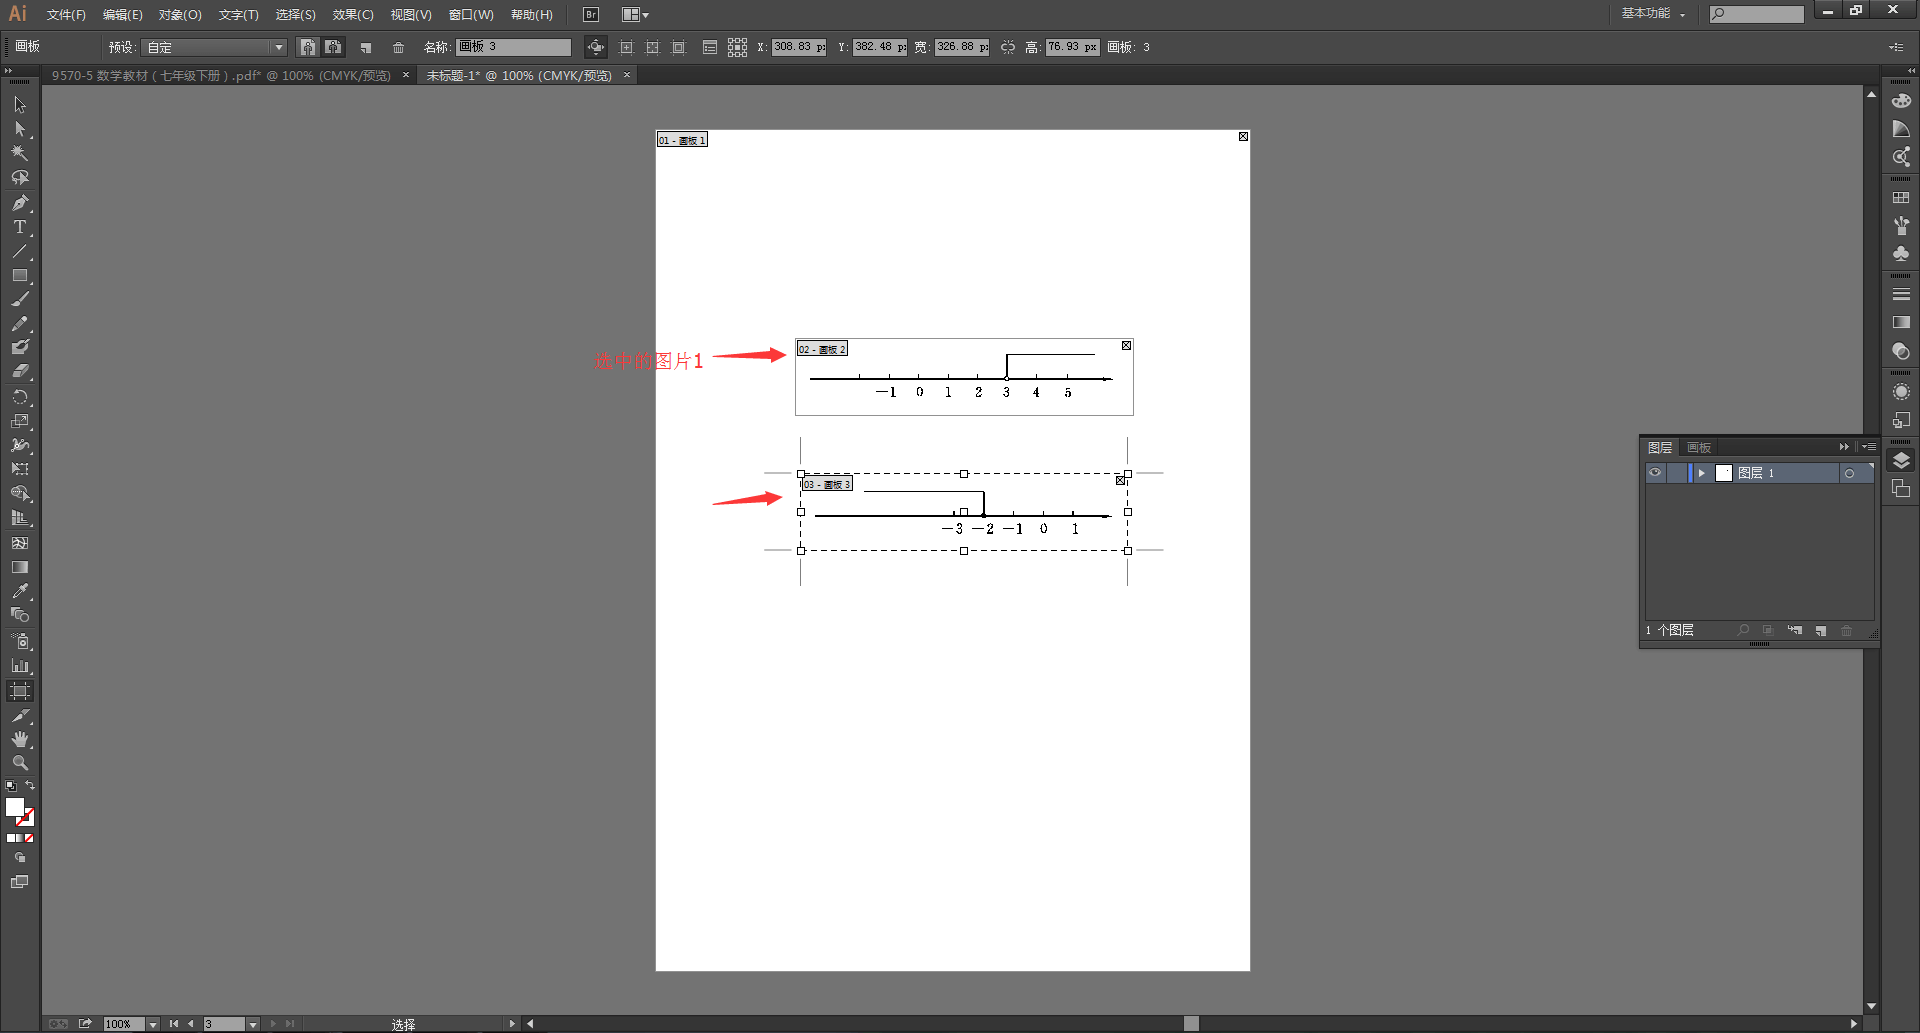 Ai 文件(F) 编辑(E) 对象(O) 文字(T) 选择(S) 效果(C) 视图(V) 窗口(W) 帮助(H) Br 基本功能
画板 预设: 自定 名称: 画板 3 X: 308.83 px Y: 382.48 px 宽: 326.88 px 高: 76.93 px 画板: 3
9570-5 数学教材（七年级下册）.pdf* @ 100% (CMYK/预览) × 未标题-1* @ 100% (CMYK/预览) ×
01 - 画板 1
02 - 画板 2
选中的图片1
−1 0 1 2 3 4 5
03 - 画板 3
−3 −2 −1 0 1
图层 画板
图层 1
1 个图层
100% 3 选择